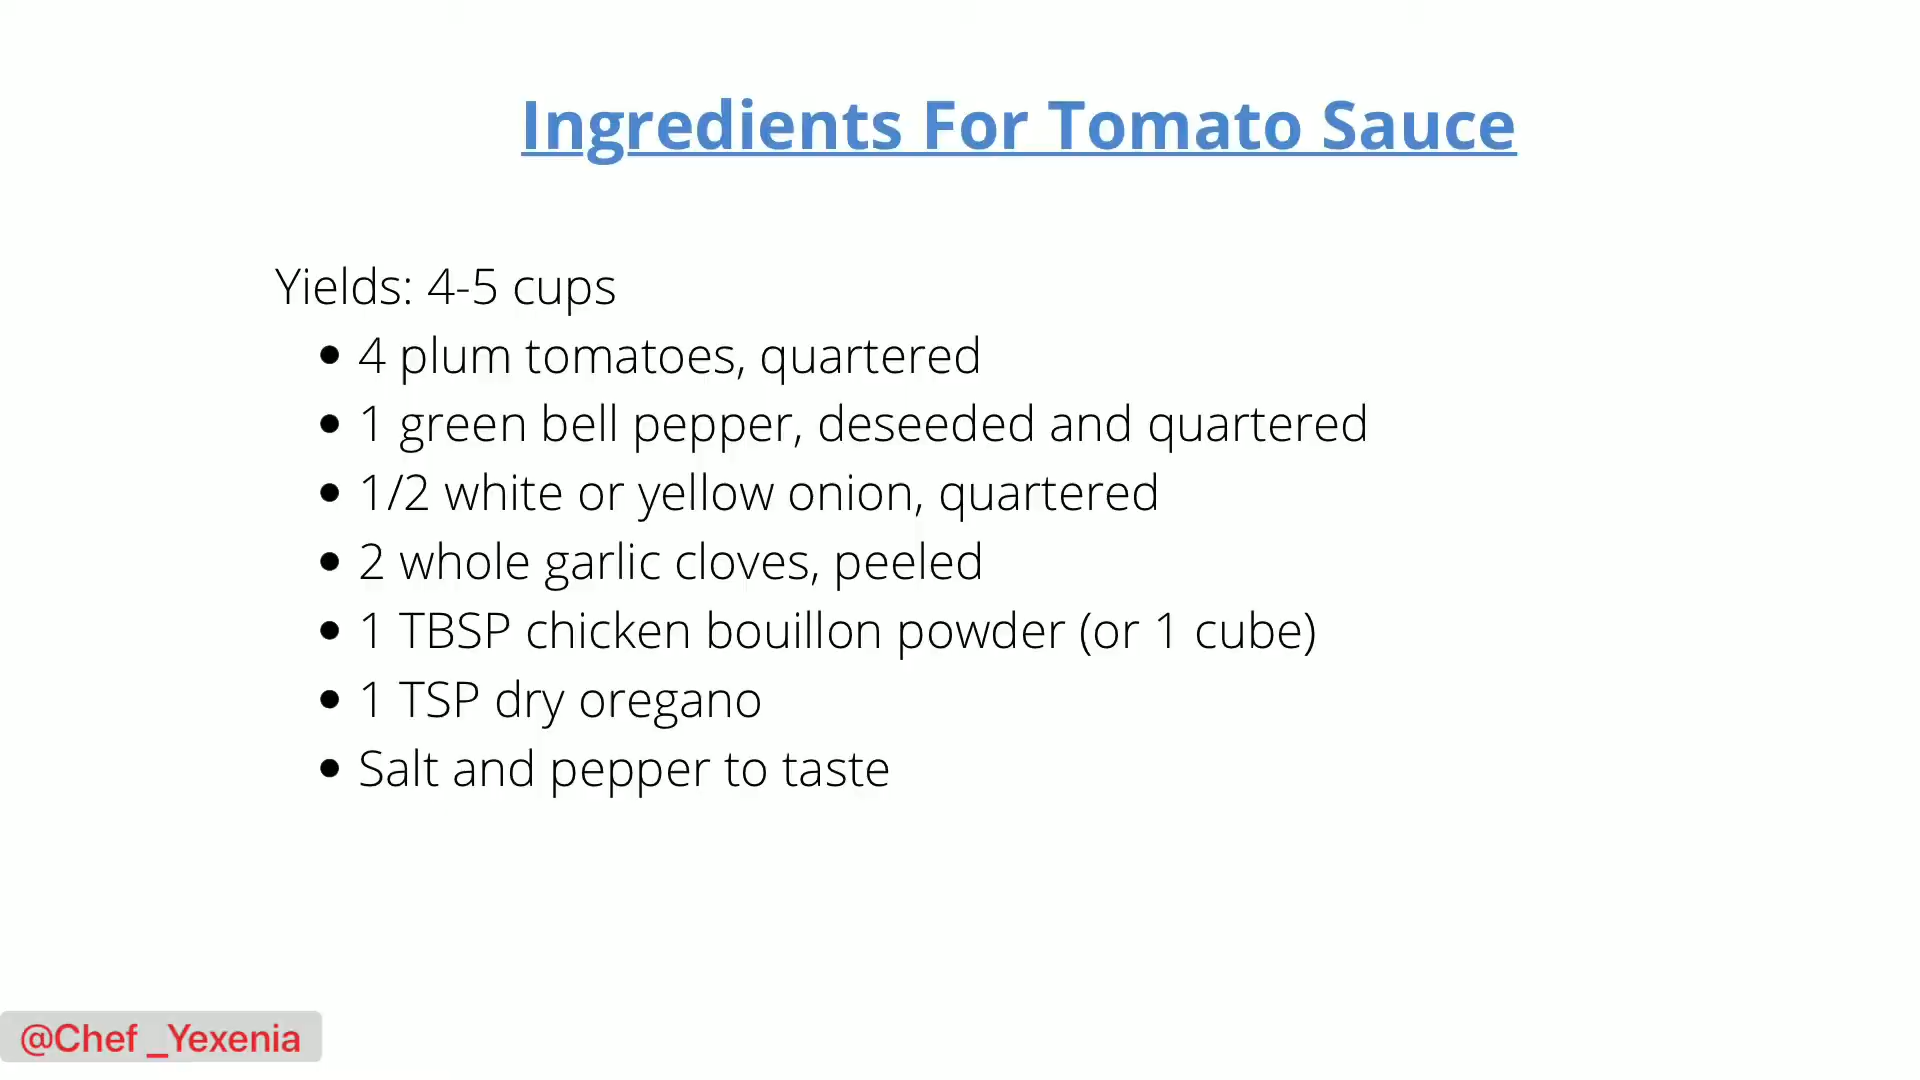 Ingredients For Tomato Sauce
Yields: 4-5 cups
• 4 plum tomatoes, quartered
• 1 green bell pepper, deseeded and quartered
• 1/2 white or yellow onion, quartered
• 2 whole garlic cloves, peeled
• 1 TBSP chicken bouillon powder (or 1 cube)
• 1 TSP dry oregano
• Salt and pepper to taste
@Chef _Yexenia